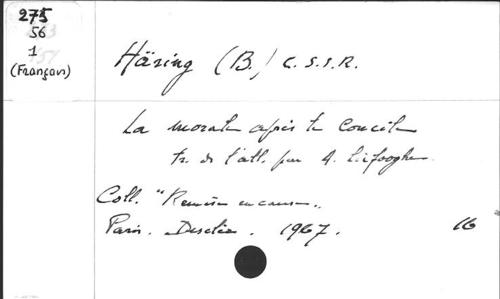 275
56
1
(Français)
Häring (B.) C.S.S.R.
La morale après le Concile
tr. de l'all. par A. Liefooghe
Coll. "Remise en cause".
Paris. Desclée. 1967. 16